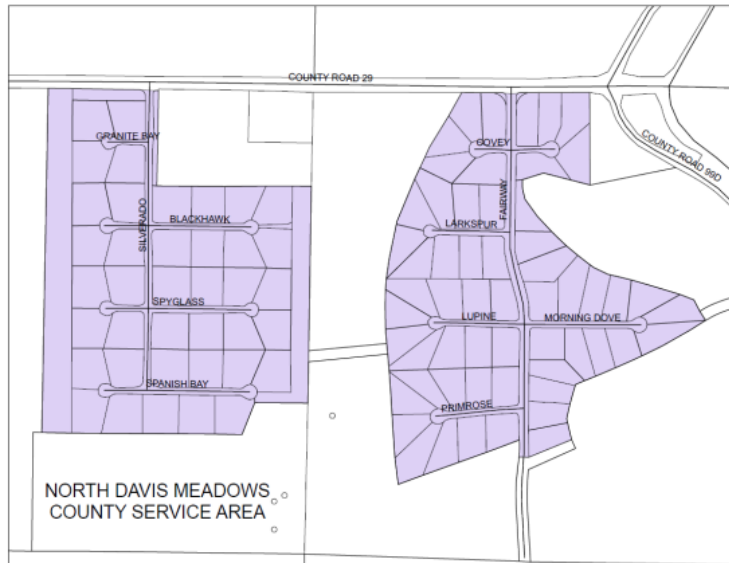 COUNTY ROAD 29
COUNTY ROAD 99D
GRANITE BAY
COVEY
SILVERADO
FAIRWAY
BLACKHAWK
LARKSPUR
SPYGLASS
LUPINE
MORNING DOVE
SPANISH BAY
PRIMROSE
NORTH DAVIS MEADOWS
COUNTY SERVICE AREA